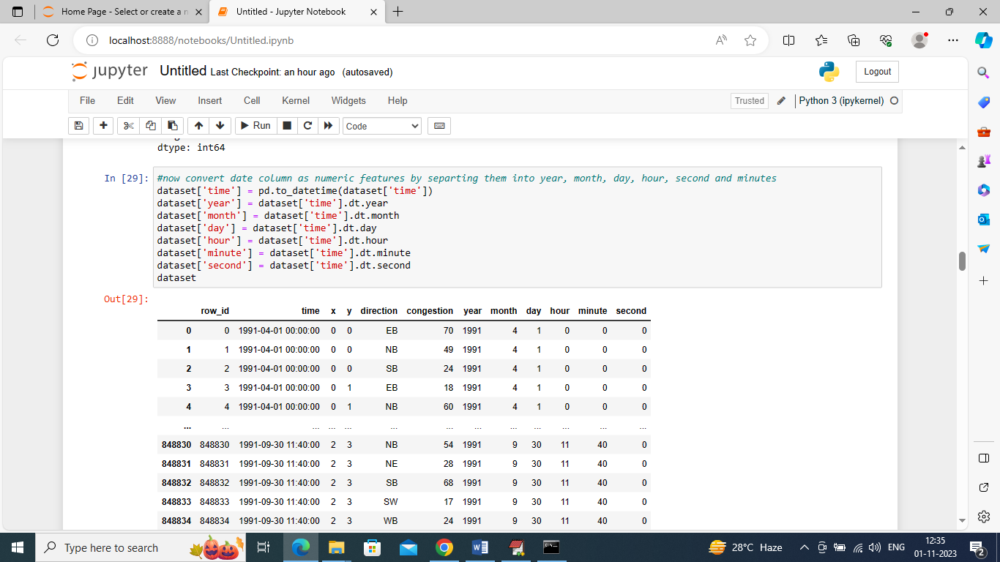 Home Page - Select or create a n
Untitled - Jupyter Notebook
localhost:8888/notebooks/Untitled.ipynb
jupyter Untitled Last Checkpoint: an hour ago (autosaved)
Logout
File Edit View Insert Cell Kernel Widgets Help
Trusted Python 3 (ipykernel)
Run Code
dtype: int64
In [29]: #now convert date column as numeric features by separting them into year, month, day, hour, second and minutes
dataset['time'] = pd.to_datetime(dataset['time'])
dataset['year'] = dataset['time'].dt.year
dataset['month'] = dataset['time'].dt.month
dataset['day'] = dataset['time'].dt.day
dataset['hour'] = dataset['time'].dt.hour
dataset['minute'] = dataset['time'].dt.minute
dataset['second'] = dataset['time'].dt.second
dataset
Out[29]:
row_id time x y direction congestion year month day hour minute second
0 0 1991-04-01 00:00:00 0 0 EB 70 1991 4 1 0 0 0
1 1 1991-04-01 00:00:00 0 0 NB 49 1991 4 1 0 0 0
2 2 1991-04-01 00:00:00 0 0 SB 24 1991 4 1 0 0 0
3 3 1991-04-01 00:00:00 0 1 EB 18 1991 4 1 0 0 0
4 4 1991-04-01 00:00:00 0 1 NB 60 1991 4 1 0 0 0
... ... ... ... ... ... ... ... ... ... ... ... ...
848830 848830 1991-09-30 11:40:00 2 3 NB 54 1991 9 30 11 40 0
848831 848831 1991-09-30 11:40:00 2 3 NE 28 1991 9 30 11 40 0
848832 848832 1991-09-30 11:40:00 2 3 SB 68 1991 9 30 11 40 0
848833 848833 1991-09-30 11:40:00 2 3 SW 17 1991 9 30 11 40 0
848834 848834 1991-09-30 11:40:00 2 3 WB 24 1991 9 30 11 40 0
Type here to search
28°C Haze
ENG
12:35
01-11-2023
2